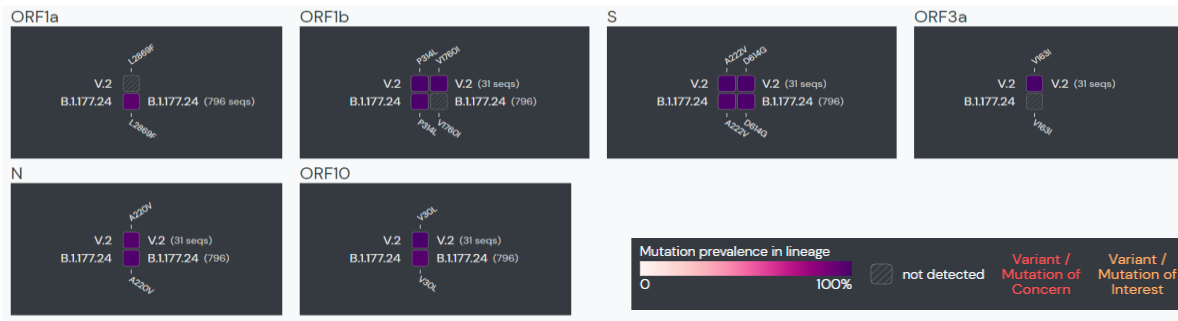 ORF1a
L2869F
V.2
B.1.177.24 B.1.177.24 (796 seqs)
L2869F
ORF1b
P314L V1760I
V.2 V.2 (31 seqs)
B.1.177.24 B.1.177.24 (796)
P314L V1760I
S
A222V D614G
V.2 V.2 (31 seqs)
B.1.177.24 B.1.177.24 (796)
A222V D614G
ORF3a
V163I
V.2 V.2 (31 seqs)
B.1.177.24
V163I
N
A220V
V.2 V.2 (31 seqs)
B.1.177.24 B.1.177.24 (796)
A220V
ORF10
V30L
V.2 V.2 (31 seqs)
B.1.177.24 B.1.177.24 (796)
V30L
Mutation prevalence in lineage
0 100%
not detected
Variant /
Mutation of
Concern
Variant /
Mutation of
Interest